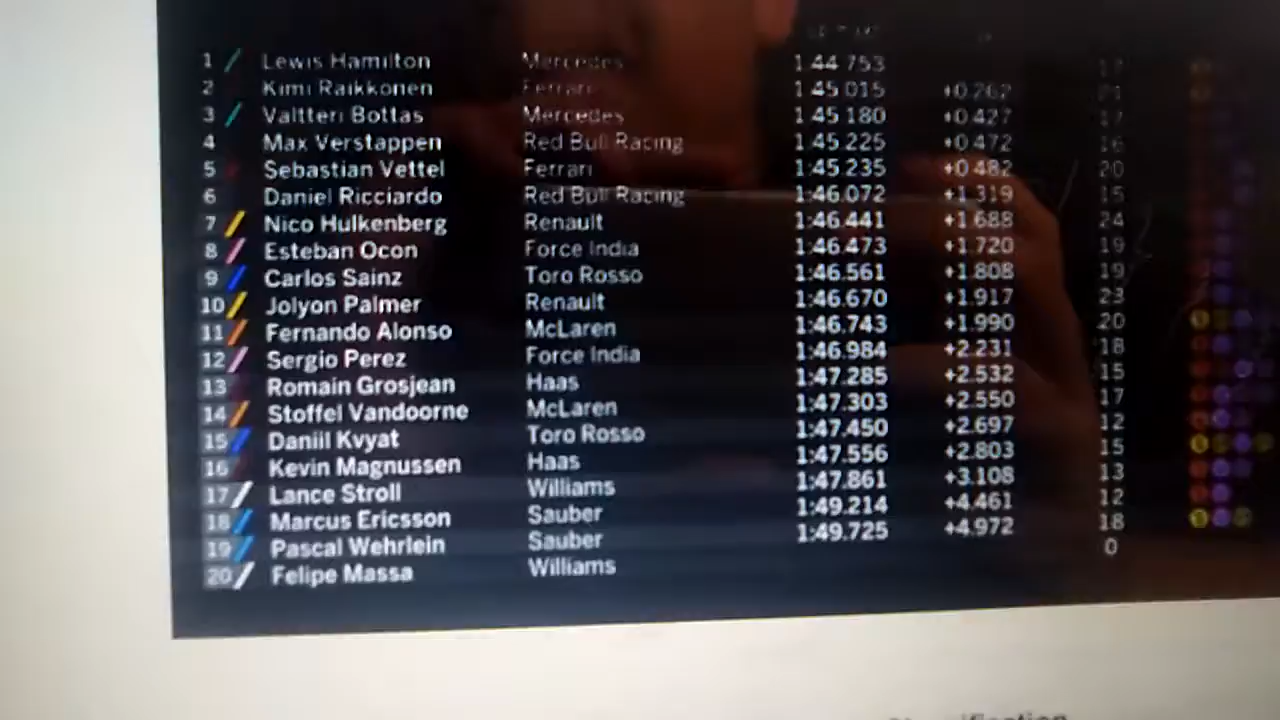 1 Lewis Hamilton Mercedes 1:44.753 17
2 Kimi Raikkonen Ferrari 1:45.015 +0.262 21
3 Valtteri Bottas Mercedes 1:45.180 +0.427 17
4 Max Verstappen Red Bull Racing 1:45.225 +0.472 16
5 Sebastian Vettel Ferrari 1:45.235 +0.482 20
6 Daniel Ricciardo Red Bull Racing 1:46.072 +1.319 15
7 Nico Hulkenberg Renault 1:46.441 +1.688 24
8 Esteban Ocon Force India 1:46.473 +1.720 19
9 Carlos Sainz Toro Rosso 1:46.561 +1.808 19
10 Jolyon Palmer Renault 1:46.670 +1.917 23
11 Fernando Alonso McLaren 1:46.743 +1.990 20
12 Sergio Perez Force India 1:46.984 +2.231 18
13 Romain Grosjean Haas 1:47.285 +2.532 15
14 Stoffel Vandoorne McLaren 1:47.303 +2.550 17
15 Daniil Kvyat Toro Rosso 1:47.450 +2.697 12
16 Kevin Magnussen Haas 1:47.556 +2.803 15
17 Lance Stroll Williams 1:47.861 +3.108 13
18 Marcus Ericsson Sauber 1:49.214 +4.461 12
19 Pascal Wehrlein Sauber 1:49.725 +4.972 18
20 Felipe Massa Williams 0